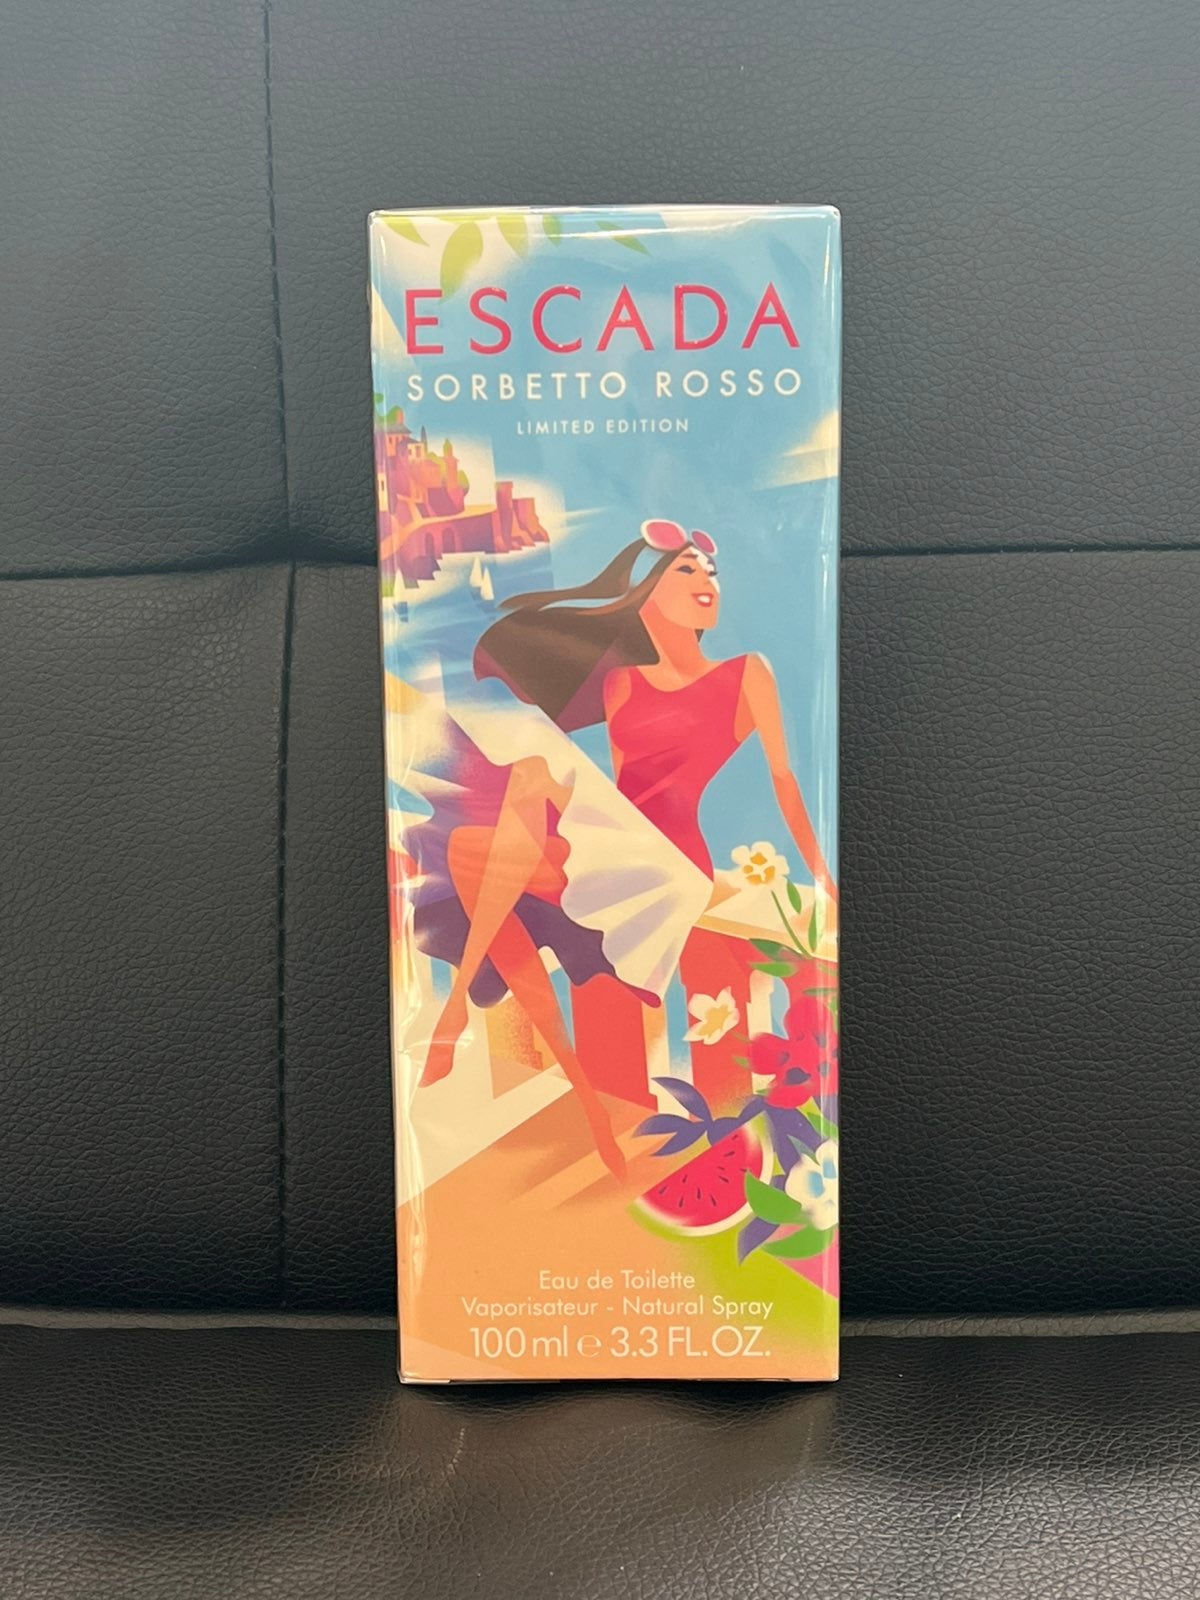 ESCADA
SORBETTO ROSSO
LIMITED EDITION
Eau de Toilette
Vaporisateur - Natural Spray
100 ml ℮ 3.3 FL.OZ.